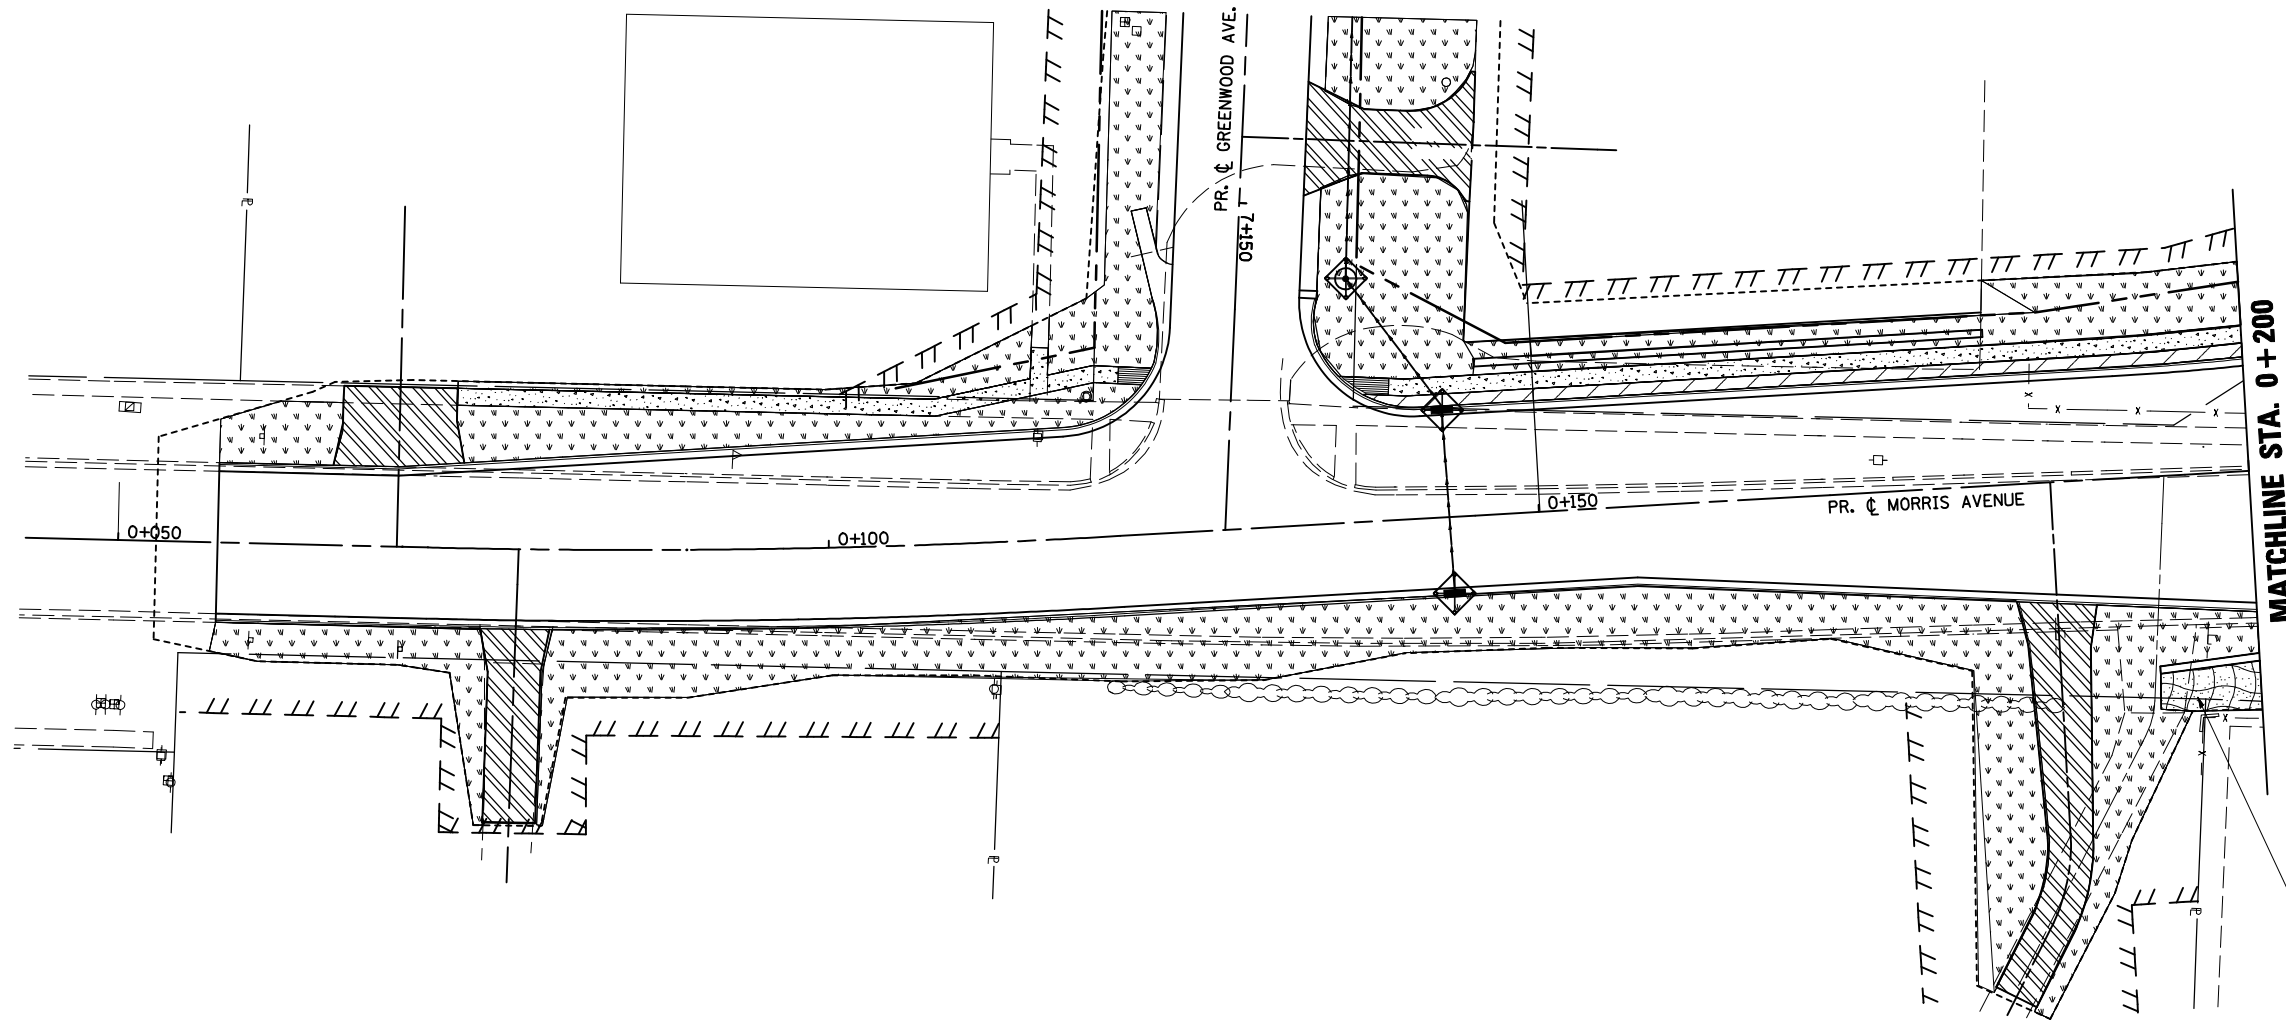 PR. ℄ GREENWOOD AVE.
7+150
0+050
0+100
0+150
PR. ℄ MORRIS AVENUE
MATCHLINE STA. 0+200